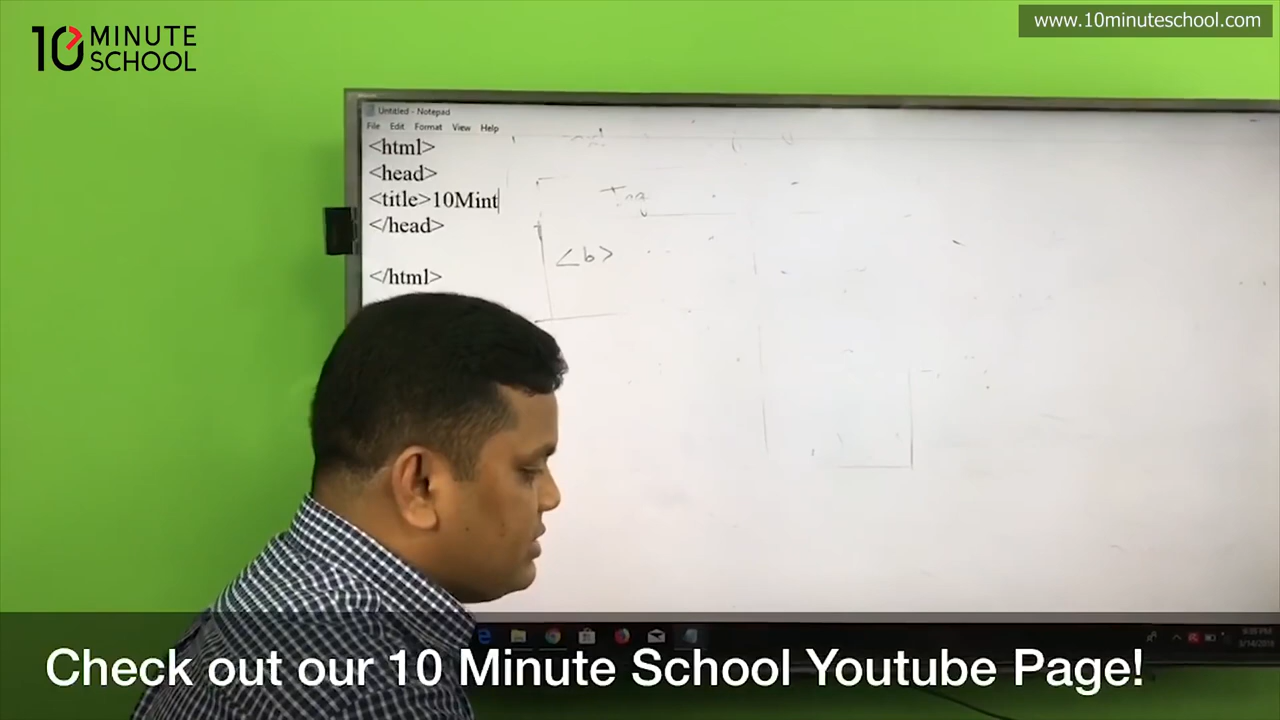 10 MINUTE
SCHOOL
www.10minuteschool.com
Untitled - Notepad
File Edit Format View Help
<html>
<head>
<title>10Mint
</head>
</html>
<b>
Check out our 10 Minute School Youtube Page!